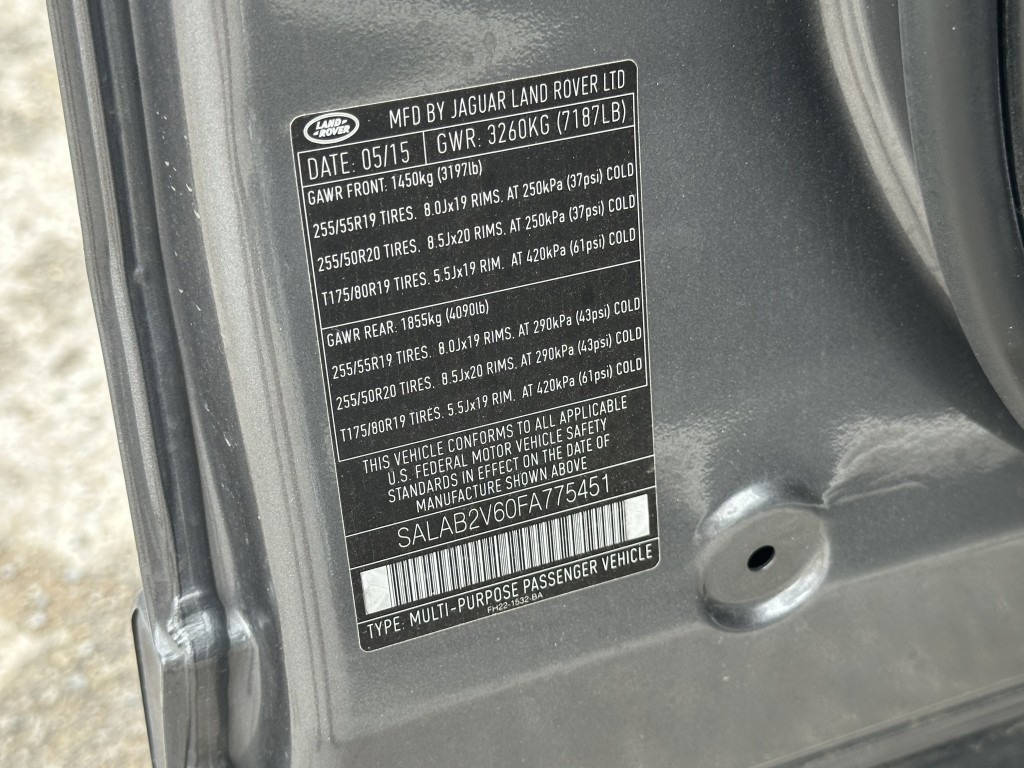 LAND ROVER
MFD BY JAGUAR LAND ROVER LTD
DATE: 05/15 GWR: 3260KG (7187LB)
GAWR FRONT: 1450kg (3197lb)
255/55R19 TIRES. 8.0Jx19 RIMS. AT 250kPa (37psi) COLD
255/50R20 TIRES. 8.5Jx20 RIMS. AT 250kPa (37psi) COLD
T175/80R19 TIRES. 5.5Jx19 RIM. AT 420kPa (61psi) COLD
GAWR REAR: 1855kg (4090lb)
255/55R19 TIRES. 8.0Jx19 RIMS. AT 290kPa (43psi) COLD
255/50R20 TIRES. 8.5Jx20 RIMS. AT 290kPa (43psi) COLD
T175/80R19 TIRES. 5.5Jx19 RIM. AT 420kPa (61psi) COLD
THIS VEHICLE CONFORMS TO ALL APPLICABLE
U.S. FEDERAL MOTOR VEHICLE SAFETY
STANDARDS IN EFFECT ON THE DATE OF
MANUFACTURE SHOWN ABOVE
SALAB2V60FA775451
TYPE: MULTI-PURPOSE PASSENGER VEHICLE
FH22-1532-BA